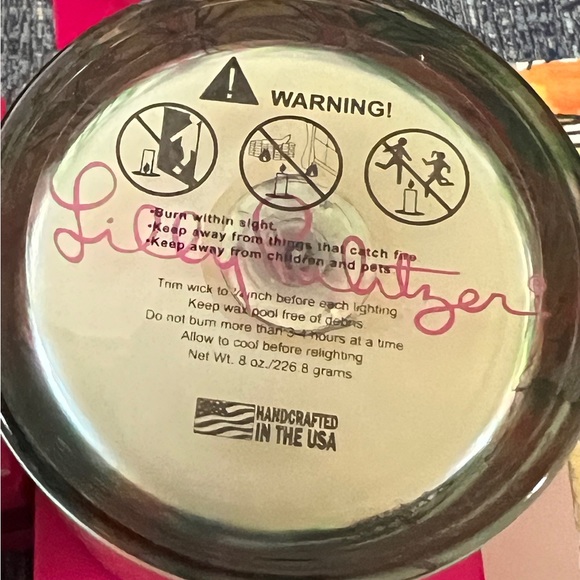 WARNING!
•Burn within sight.
•Keep away from things that catch fire
•Keep away from children and pets
Lilly Pulitzer®
Trim wick to ¼ inch before each lighting
Keep wax pool free of debris
Do not burn more than 3-4 hours at a time
Allow to cool before relighting
Net Wt. 8 oz./226.8 grams
HANDCRAFTED
IN THE USA